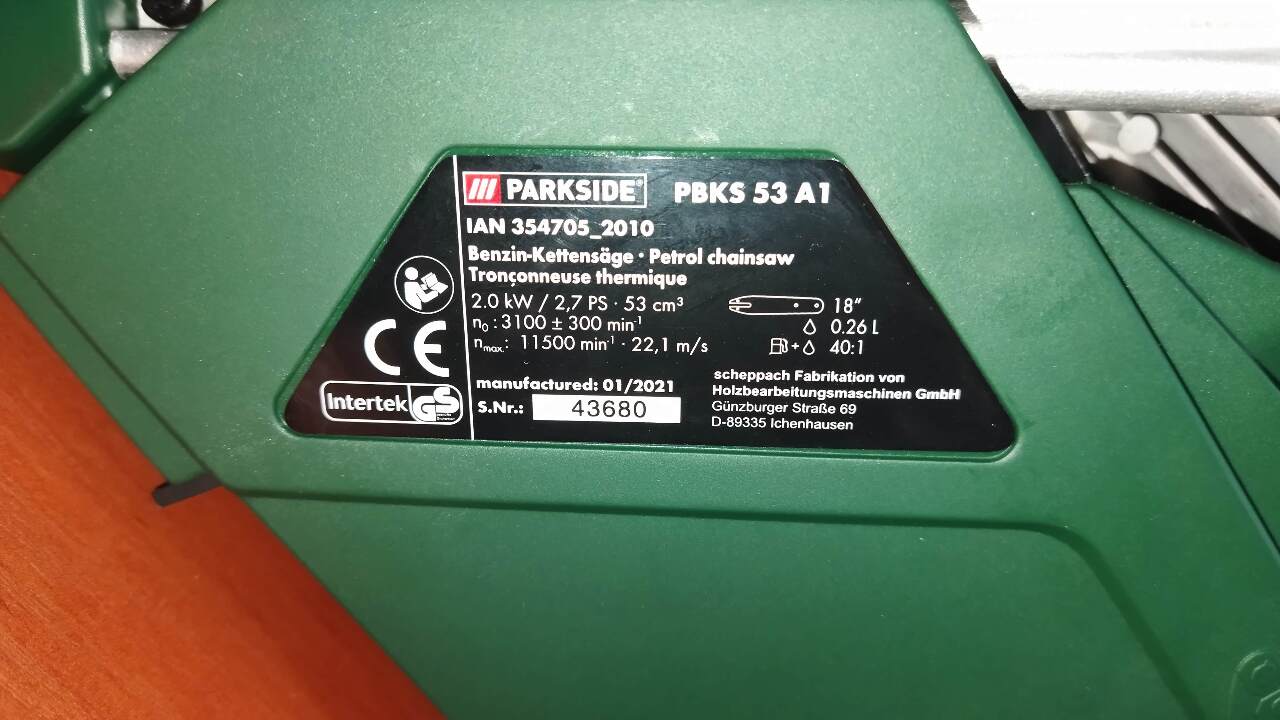 PARKSIDE® PBKS 53 A1
IAN 354705_2010
Benzin-Kettensäge · Petrol chainsaw
Tronçonneuse thermique
2.0 kW / 2,7 PS · 53 cm³
18”
n₀ : 3100 ± 300 min⁻¹
0.26 L
nmax.: 11500 min⁻¹ · 22,1 m/s
40:1
CE
manufactured: 01/2021
S.Nr.: 43680
scheppach Fabrikation von
Holzbearbeitungsmaschinen GmbH
Günzburger Straße 69
D-89335 Ichenhausen
Intertek GS